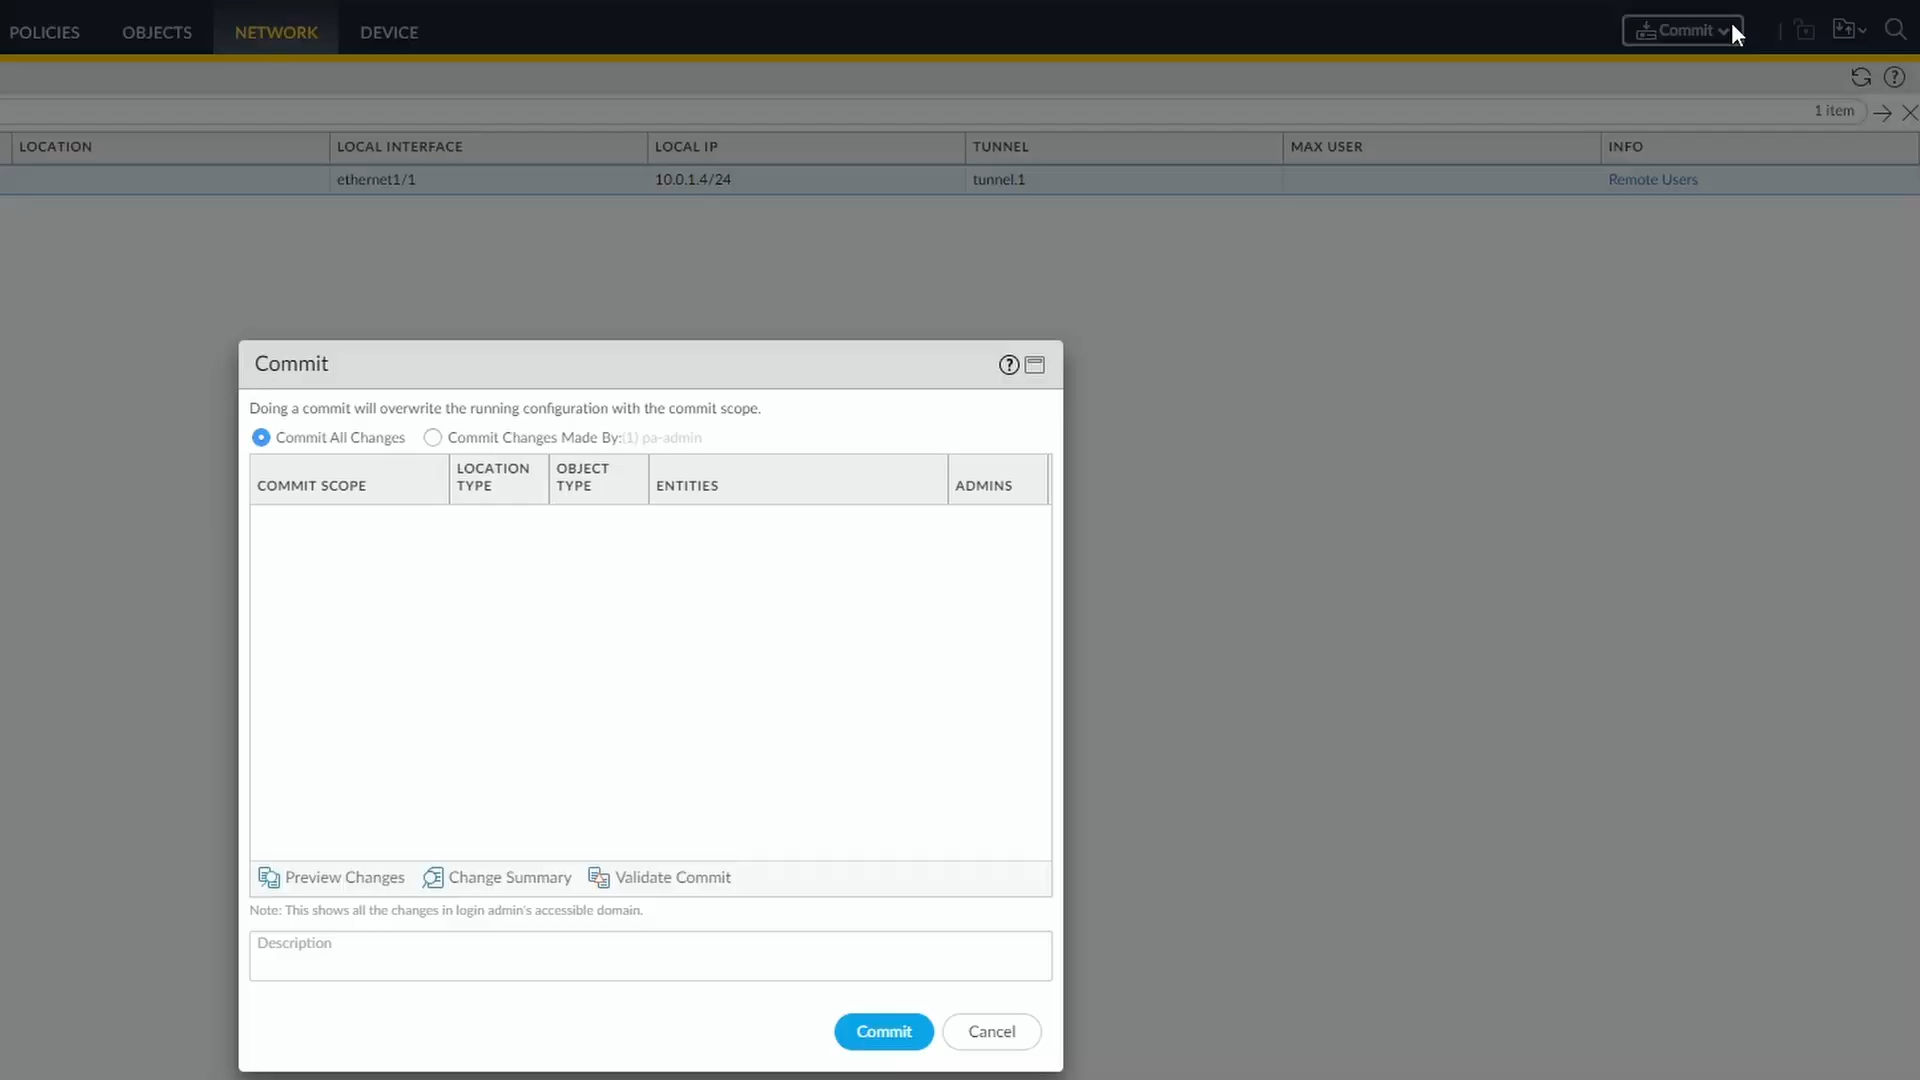 POLICIES OBJECTS NETWORK DEVICE Commit
1 item
LOCATION LOCAL INTERFACE LOCAL IP TUNNEL MAX USER INFO
ethernet1/1 10.0.1.4/24 tunnel.1 Remote Users
Commit
Doing a commit will overwrite the running configuration with the commit scope.
Commit All Changes Commit Changes Made By:(1) pa-admin
COMMIT SCOPE LOCATION TYPE OBJECT TYPE ENTITIES ADMINS
Preview Changes Change Summary Validate Commit
Note: This shows all the changes in login admin's accessible domain.
Description
Commit Cancel